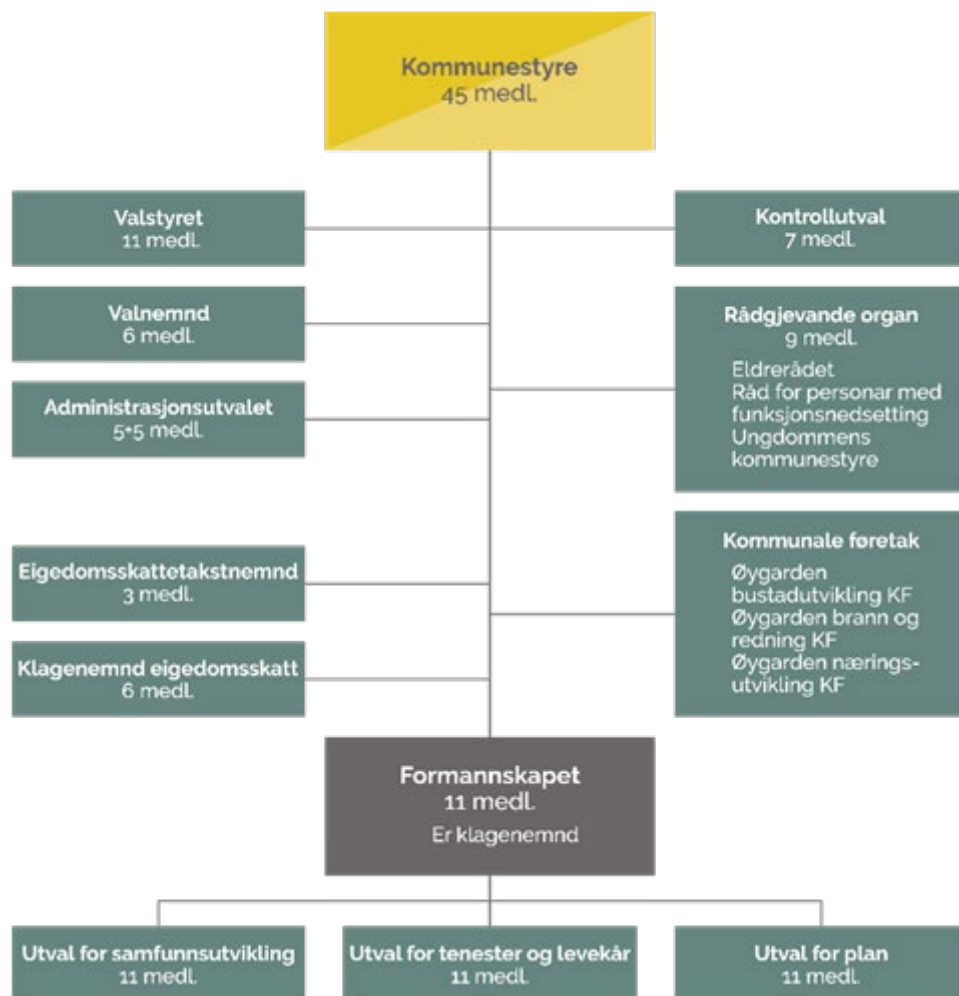 Kommunestyre
45 medl.
Valstyret
11 medl.
Kontrollutval
7 medl.
Valnemnd
6 medl.
Rådgjevande organ
9 medl.
Eldrerådet
Råd for personar med
funksjonsnedsetting
Ungdommens
kommunestyre
Administrasjonsutvalet
5+5 medl.
Eigedomsskattetakstnemnd
3 medl.
Kommunale føretak
Øygarden
bustadutvikling KF
Øygarden brann og
redning KF
Øygarden nærings-
utvikling KF
Klagenemnd eigedomsskatt
6 medl.
Formannskapet
11 medl.
Er klagenemnd
Utval for samfunnsutvikling
11 medl.
Utval for tenester og levekår
11 medl.
Utval for plan
11 medl.